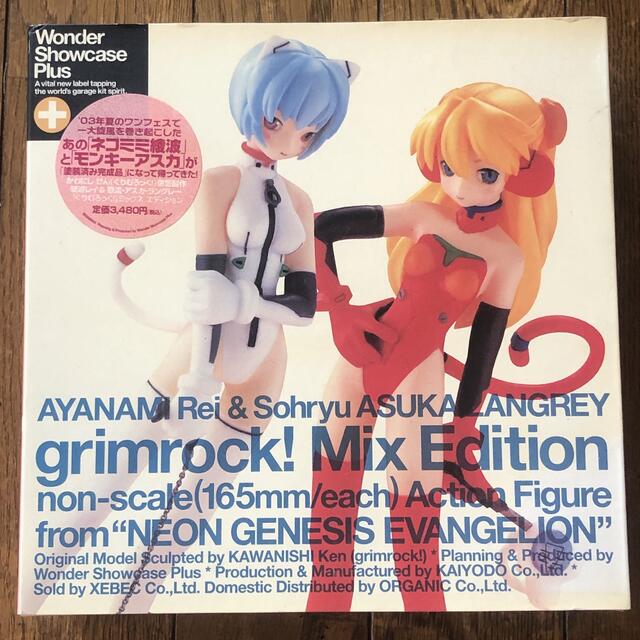 Wonder
Showcase
Plus
A vital new label tapping
the world's garage kit spirit.
'03年夏のワンフェスで
一大旋風を巻き起こした
あの「ネコミミ綾波」
と「モンキーアスカ」が
「塗装済み完成品」になって帰ってきた!
定価3,480円(税込)
AYANAMI Rei & Sohryu ASUKA LANGREY
grimrock! Mix Edition
non-scale(165mm/each) Action Figure
from "NEON GENESIS EVANGELION"
Original Model Sculpted by KAWANISHI Ken (grimrock!) * Planning & Produced by
Wonder Showcase Plus * Production & Manufactured by KAIYODO Co.,Ltd. *
Sold by XEBEC Co.,Ltd. Domestic Distributed by ORGANIC Co.,Ltd.